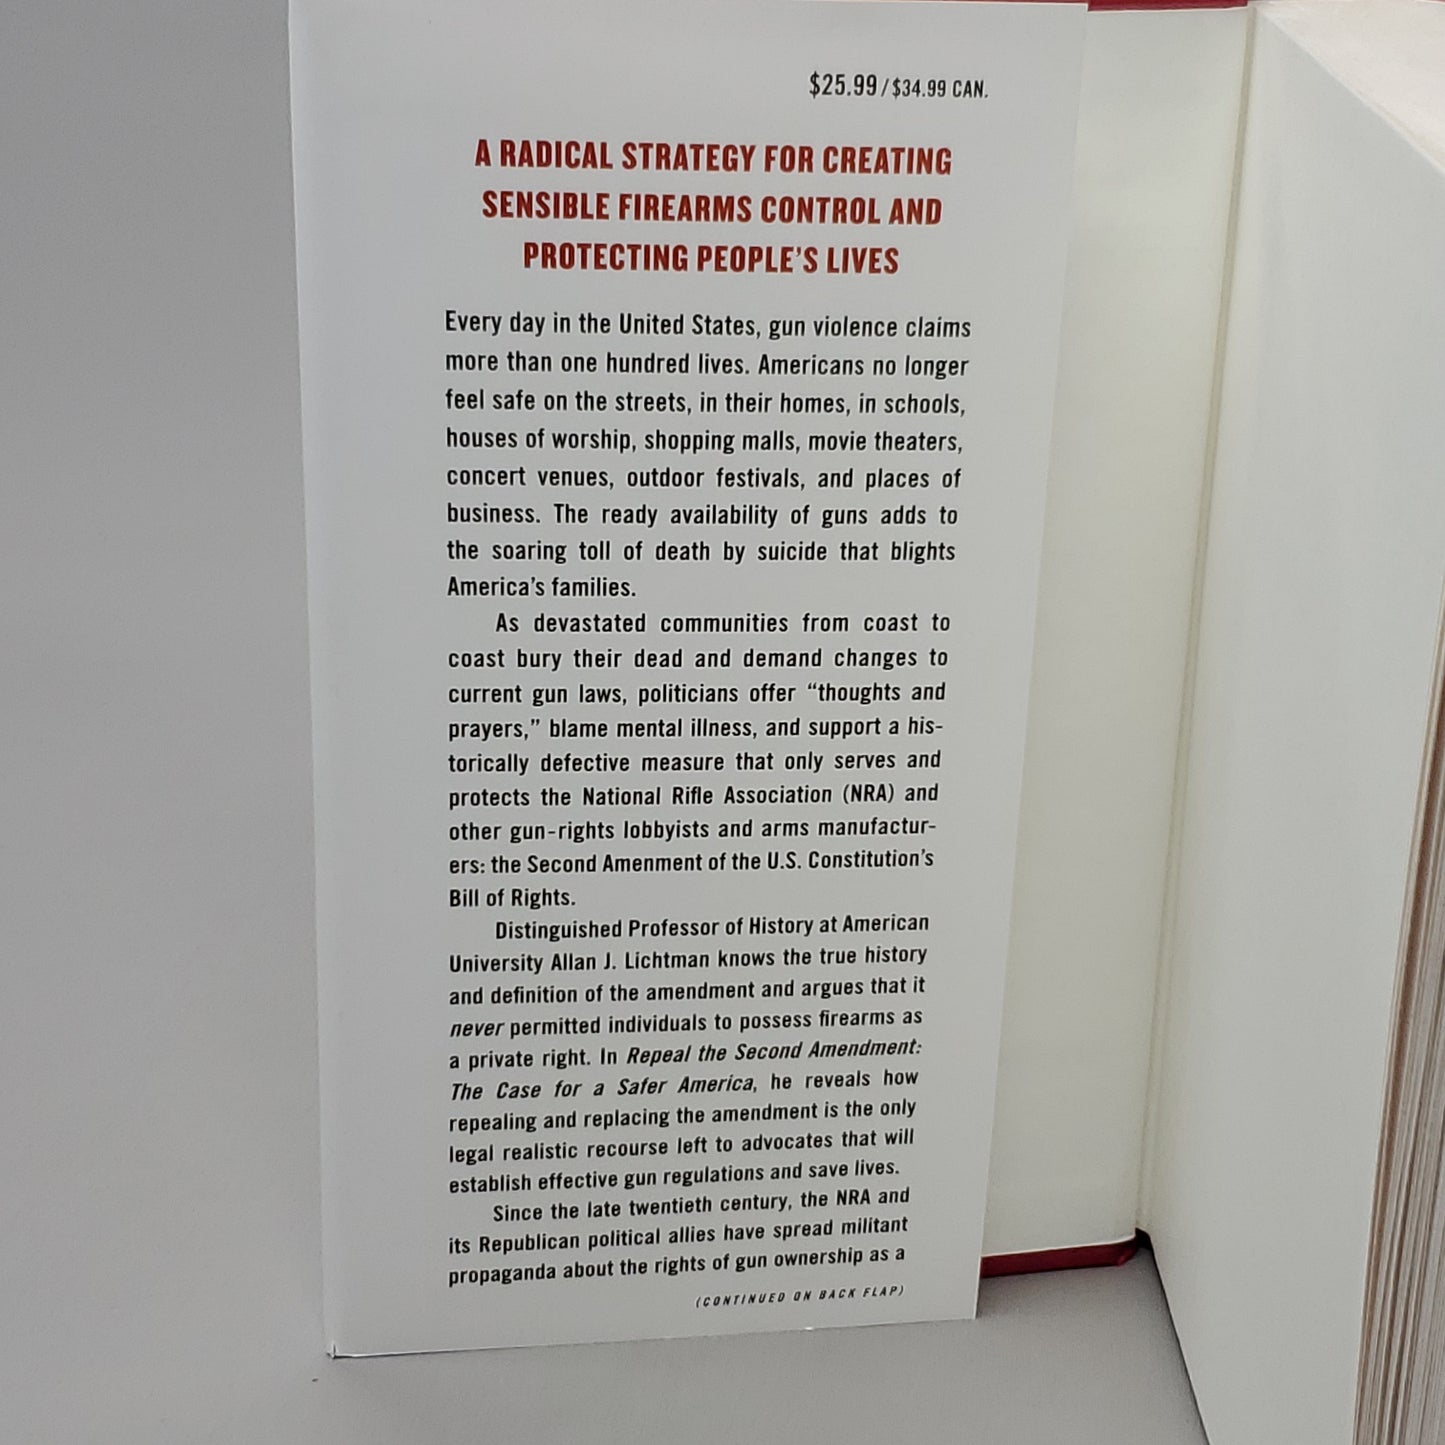 $25.99/$34.99 CAN.
A RADICAL STRATEGY FOR CREATING
SENSIBLE FIREARMS CONTROL AND
PROTECTING PEOPLE'S LIVES
Every day in the United States, gun violence claims
more than one hundred lives. Americans no longer
feel safe on the streets, in their homes, in schools,
houses of worship, shopping malls, movie theaters,
concert venues, outdoor festivals, and places of
business. The ready availability of guns adds to
the soaring toll of death by suicide that blights
America's families.
As devastated communities from coast to
coast bury their dead and demand changes to
current gun laws, politicians offer “thoughts and
prayers,” blame mental illness, and support a his-
torically defective measure that only serves and
protects the National Rifle Association (NRA) and
other gun-rights lobbyists and arms manufactur-
ers: the Second Amenment of the U.S. Constitution's
Bill of Rights.
Distinguished Professor of History at American
University Allan J. Lichtman knows the true history
and definition of the amendment and argues that it
never permitted individuals to possess firearms as
a private right. In Repeal the Second Amendment:
The Case for a Safer America, he reveals how
repealing and replacing the amendment is the only
legal realistic recourse left to advocates that will
establish effective gun regulations and save lives.
Since the late twentieth century, the NRA and
its Republican political allies have spread militant
propaganda about the rights of gun ownership as a
(CONTINUED ON BACK FLAP)